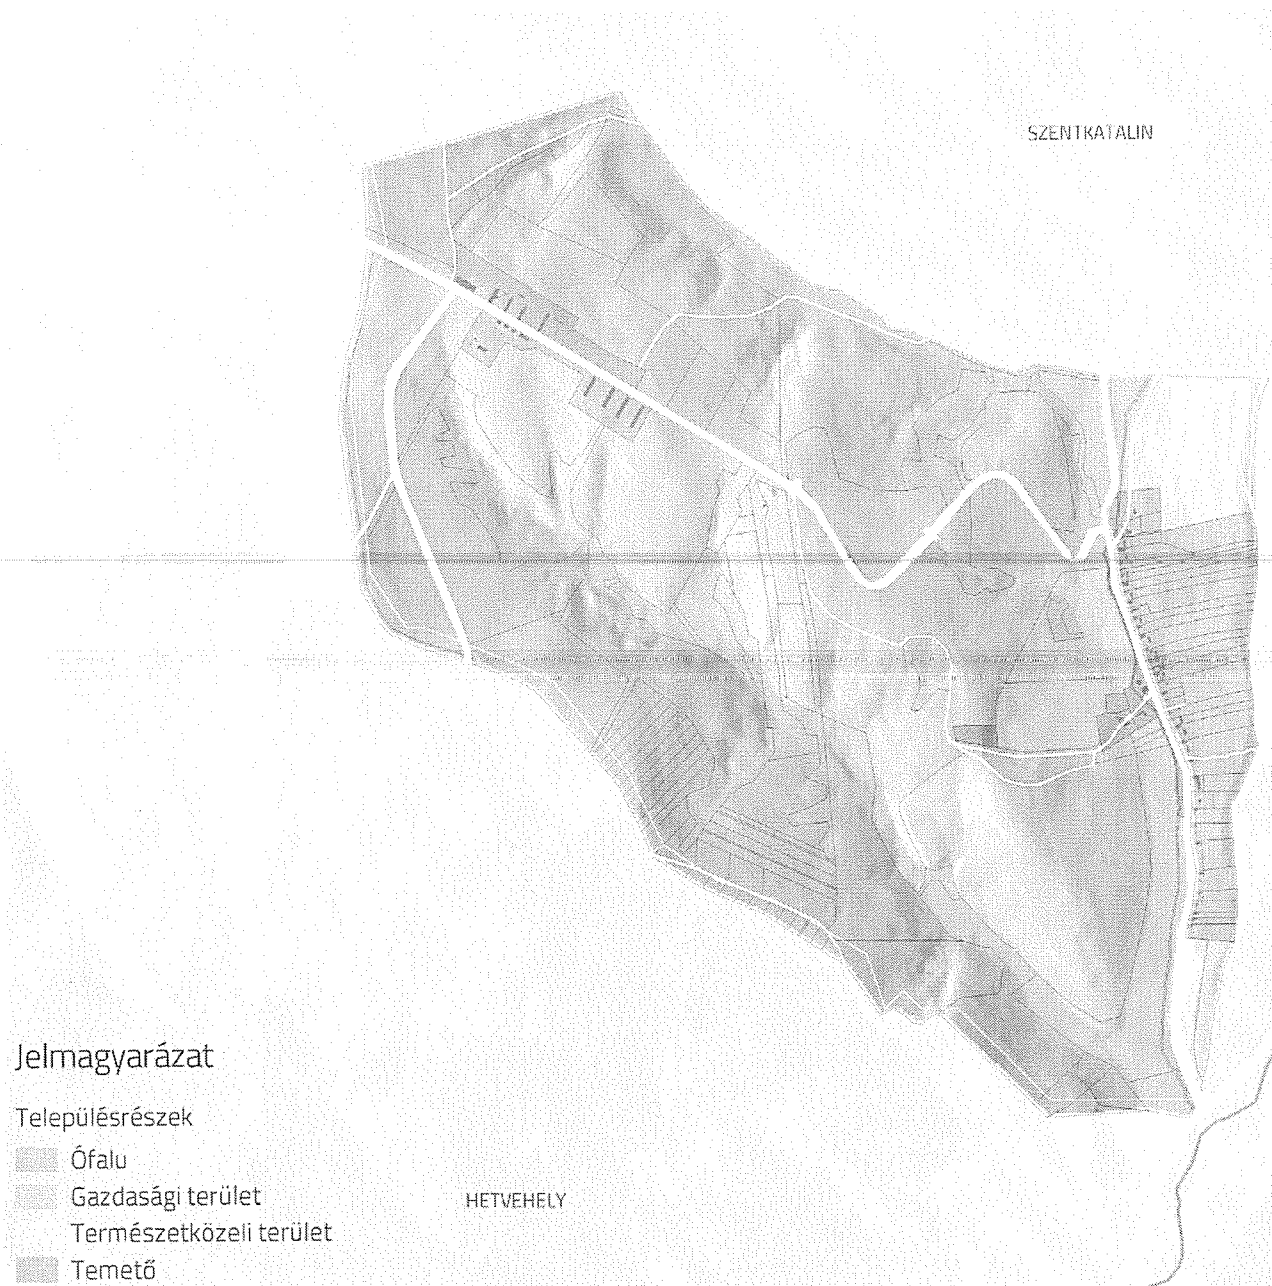 SZENTKATALIN
Jelmagyarázat
Településrészek
Ófalu
Gazdasági terület
HETVEHELY
Természetközeli terület
Temető